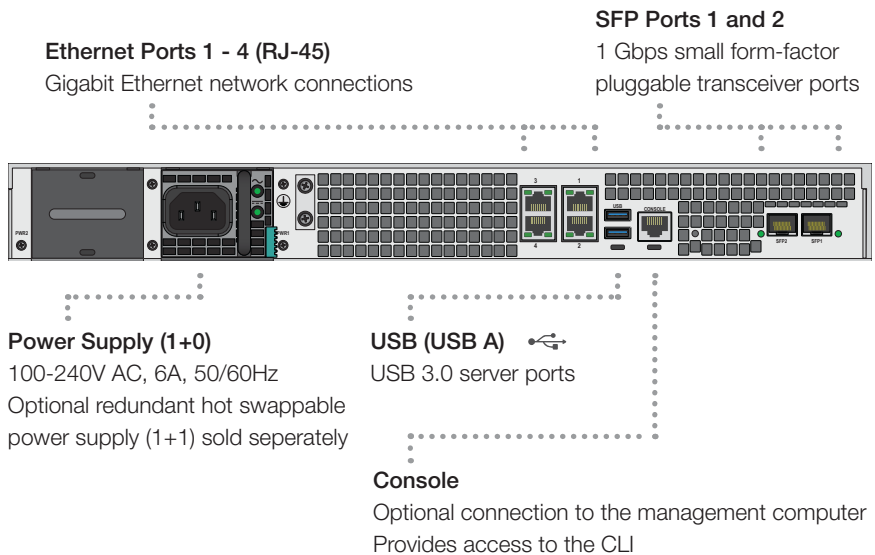 SFP Ports 1 and 2
1 Gbps small form-factor
pluggable transceiver ports
Ethernet Ports 1 - 4 (RJ-45)
Gigabit Ethernet network connections
3
1
USB
CONSOLE
PWR2
PWR1
4
2
SFP2
SFP1
Power Supply (1+0)
100-240V AC, 6A, 50/60Hz
Optional redundant hot swappable
power supply (1+1) sold seperately
USB (USB A)
USB 3.0 server ports
Console
Optional connection to the management computer
Provides access to the CLI